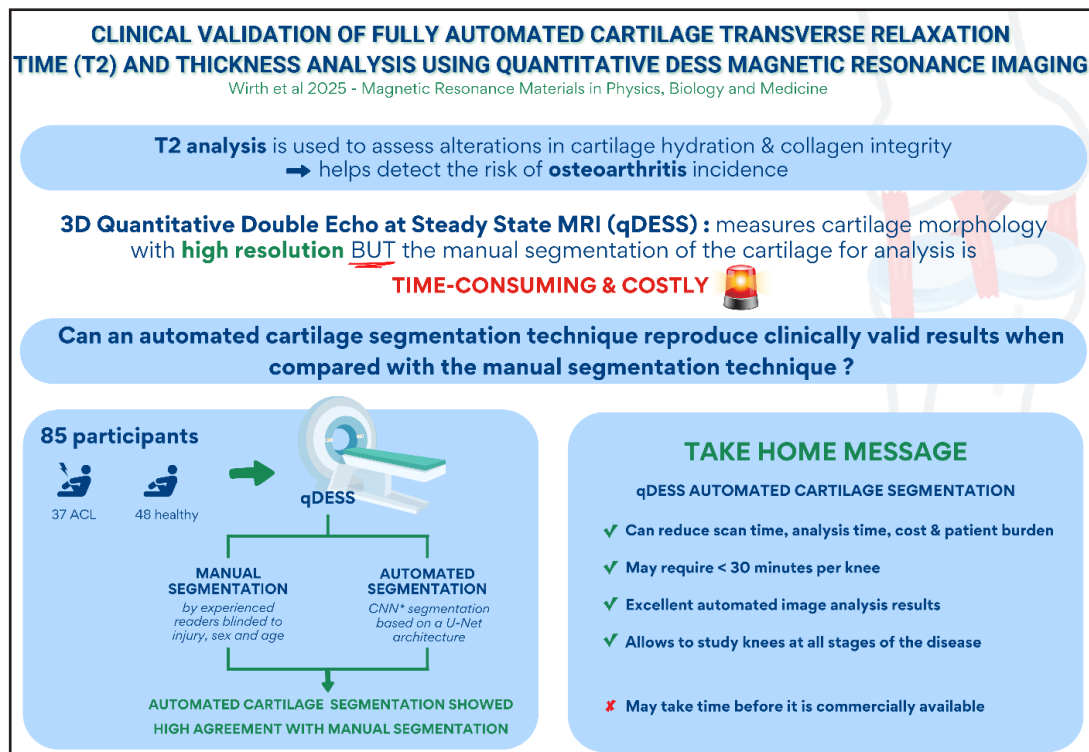 CLINICAL VALIDATION OF FULLY AUTOMATED CARTILAGE TRANSVERSE RELAXATION
TIME (T2) AND THICKNESS ANALYSIS USING QUANTITATIVE DESS MAGNETIC RESONANCE IMAGING
Wirth et al 2025 - Magnetic Resonance Materials in Physics, Biology and Medicine
T2 analysis is used to assess alterations in cartilage hydration & collagen integrity
➡ helps detect the risk of osteoarthritis incidence
3D Quantitative Double Echo at Steady State MRI (qDESS) : measures cartilage morphology
with high resolution BUT the manual segmentation of the cartilage for analysis is
TIME-CONSUMING & COSTLY
Can an automated cartilage segmentation technique reproduce clinically valid results when
compared with the manual segmentation technique ?
85 participants
37 ACL
48 healthy
qDESS
MANUAL
SEGMENTATION
by experienced
readers blinded to
injury, sex and age
AUTOMATED
SEGMENTATION
CNN* segmentation
based on a U-Net
architecture
AUTOMATED CARTILAGE SEGMENTATION SHOWED
HIGH AGREEMENT WITH MANUAL SEGMENTATION
TAKE HOME MESSAGE
qDESS AUTOMATED CARTILAGE SEGMENTATION
✓ Can reduce scan time, analysis time, cost & patient burden
✓ May require < 30 minutes per knee
✓ Excellent automated image analysis results
✓ Allows to study knees at all stages of the disease
✗ May take time before it is commercially available